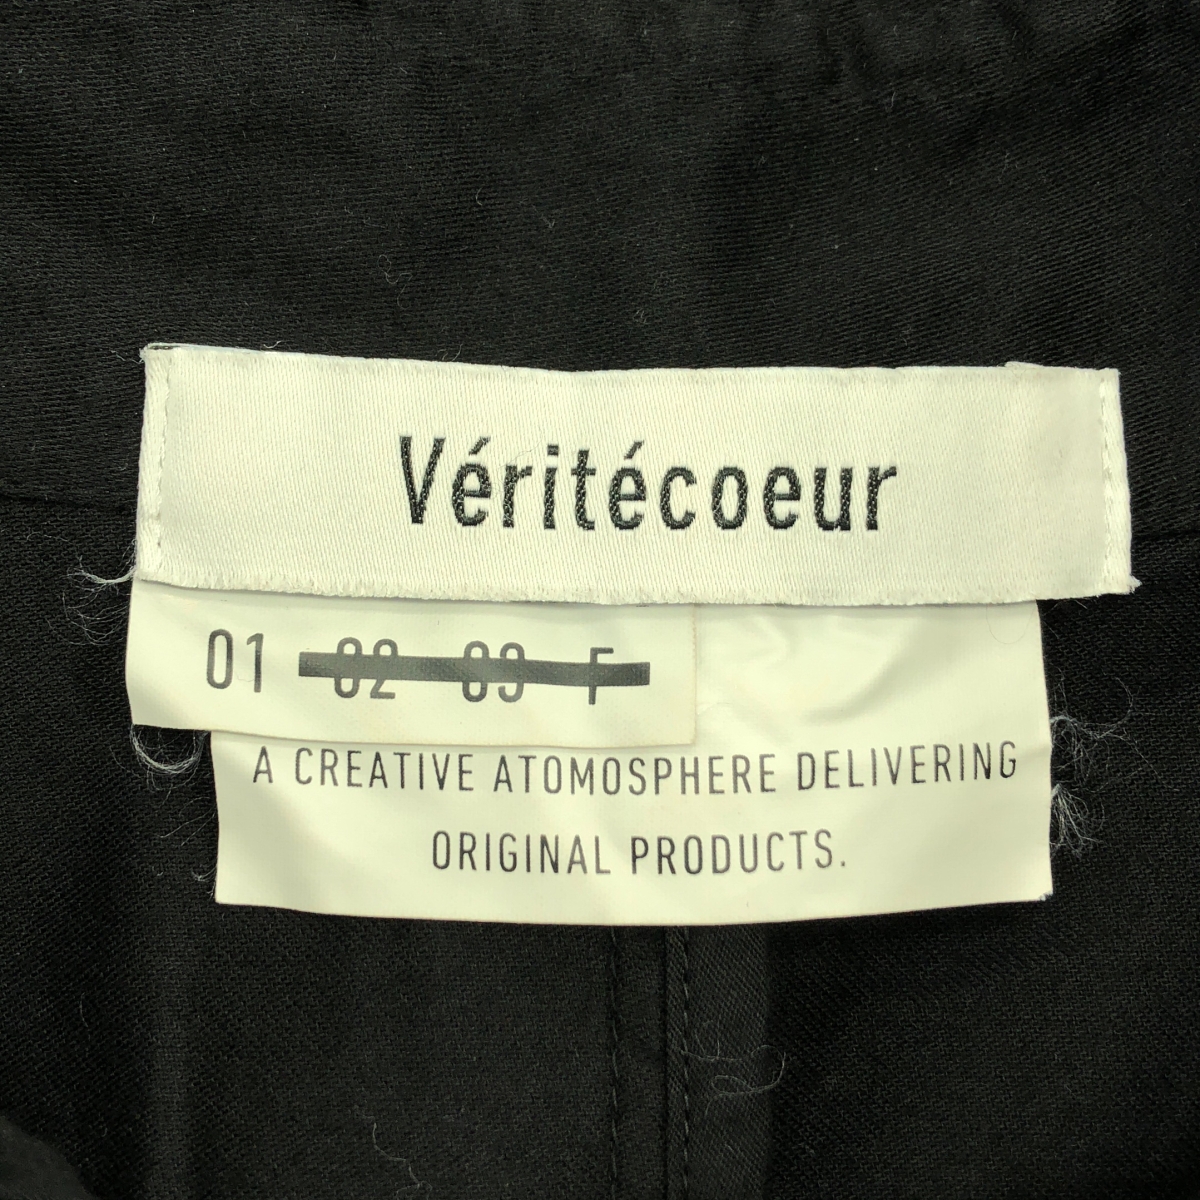 Véritécoeur
01 02 03 F
A CREATIVE ATOMOSPHERE DELIVERING
ORIGINAL PRODUCTS.